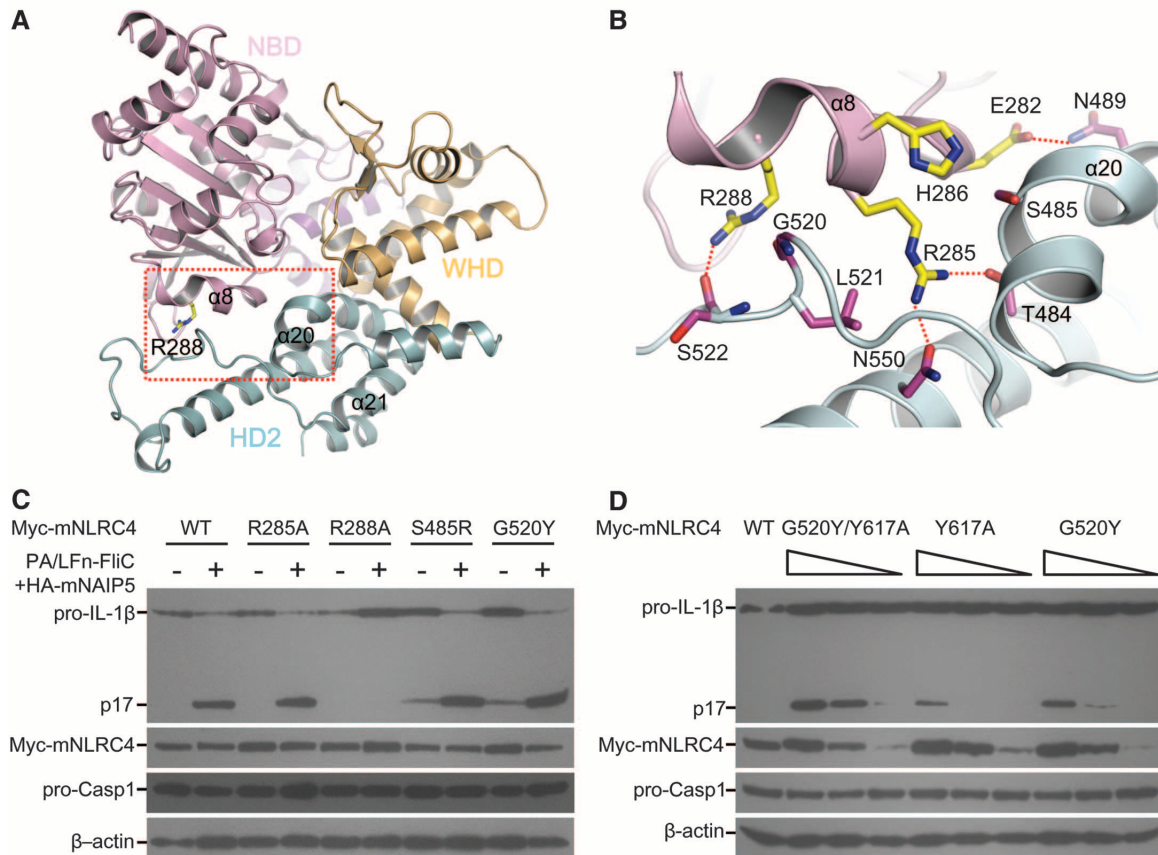 A
NBD
WHD
α8
R288
α20
α21
HD2
B
α8
E282
N489
α20
H286
R288
G520
S485
R285
L521
T484
S522
N550
C
Myc-mNLRC4 WT R285A R288A S485R G520Y
PA/LFn-FliC
+HA-mNAIP5
- + - + - + - + - +
pro-IL-1β
p17
Myc-mNLRC4
pro-Casp1
β–actin
D
Myc-mNLRC4 WT G520Y/Y617A Y617A G520Y
pro-IL-1β
p17
Myc-mNLRC4
pro-Casp1
β–actin